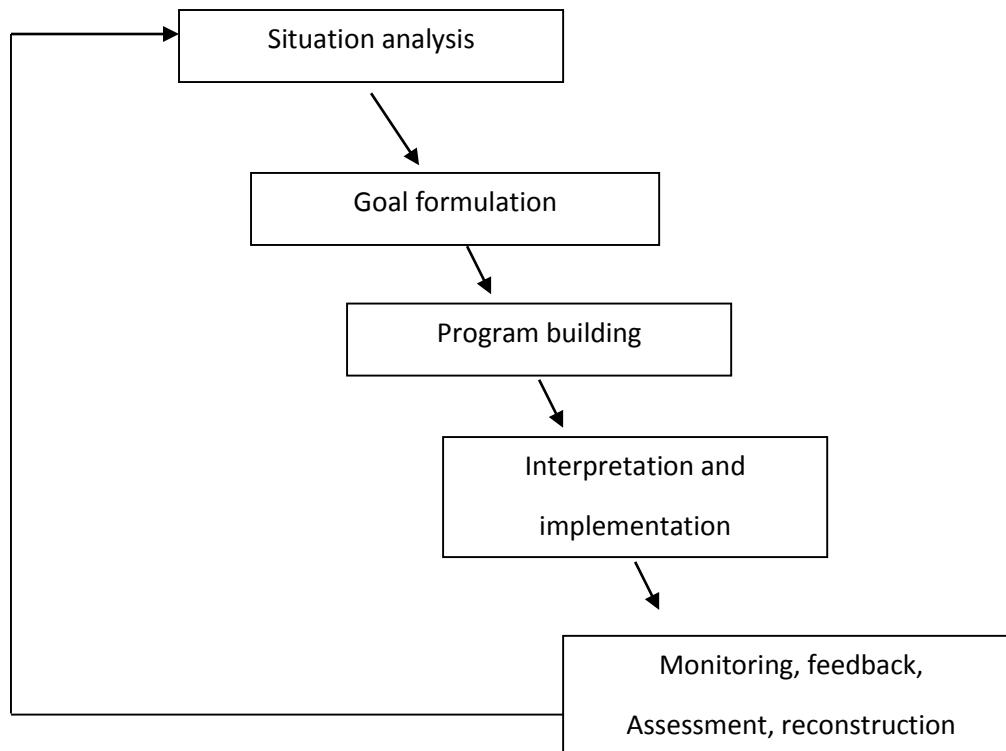 Situation analysis
Goal formulation
Program building
Interpretation and
implementation
Monitoring, feedback,
Assessment, reconstruction